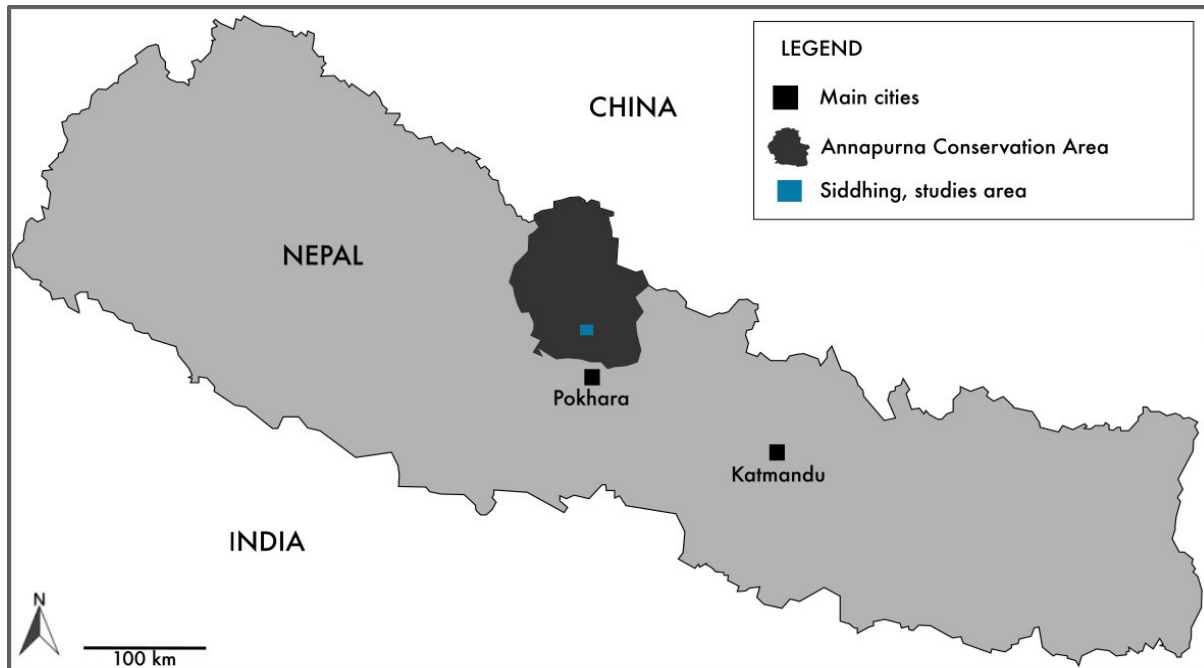 LEGEND
Main cities
Annapurna Conservation Area
Siddhing, studies area
CHINA
NEPAL
Pokhara
Katmandu
INDIA
N
100 km